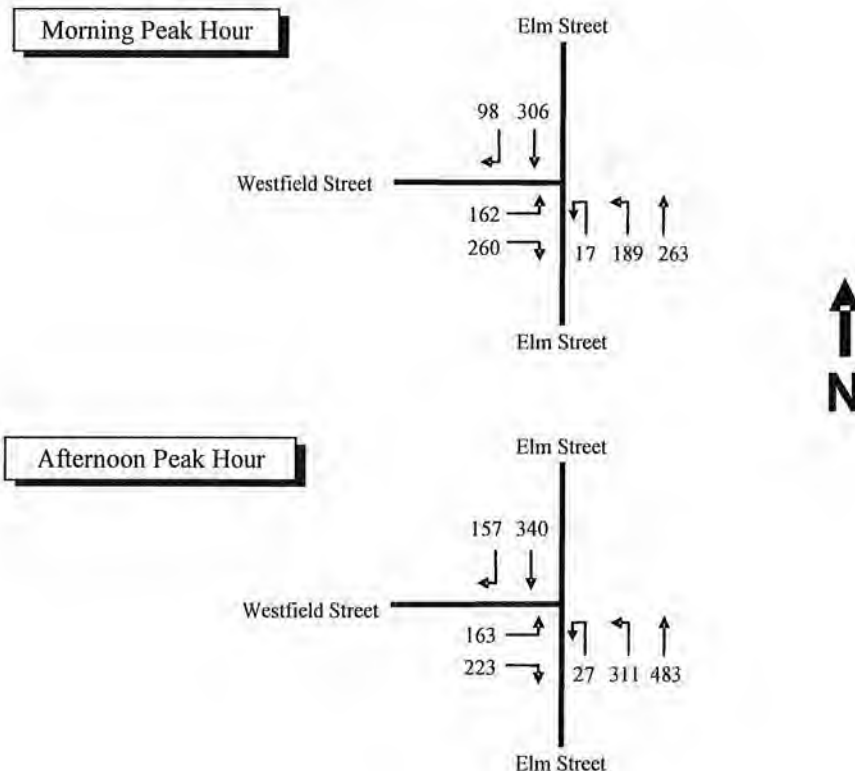 Morning Peak Hour
Elm Street
98 306
Westfield Street
162
260
17 189 263
Elm Street
N
Afternoon Peak Hour
Elm Street
157 340
Westfield Street
163
223
27 311 483
Elm Street